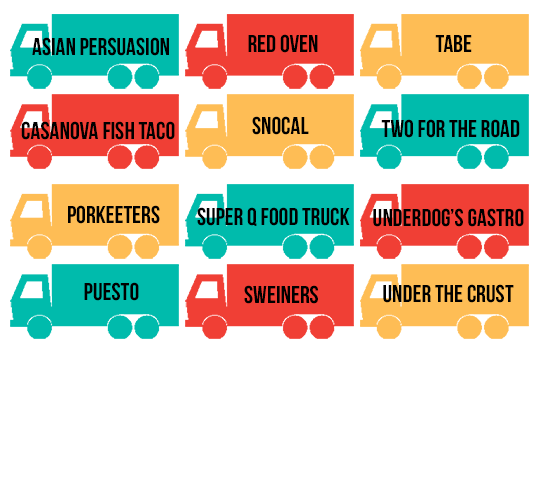 ASIAN PERSUASION
RED OVEN
TABE
CASANOVA FISH TACO
SNOCAL
TWO FOR THE ROAD
PORKEETERS
SUPER Q FOOD TRUCK
UNDERDOG'S GASTRO
PUESTO
SWEINERS
UNDER THE CRUST